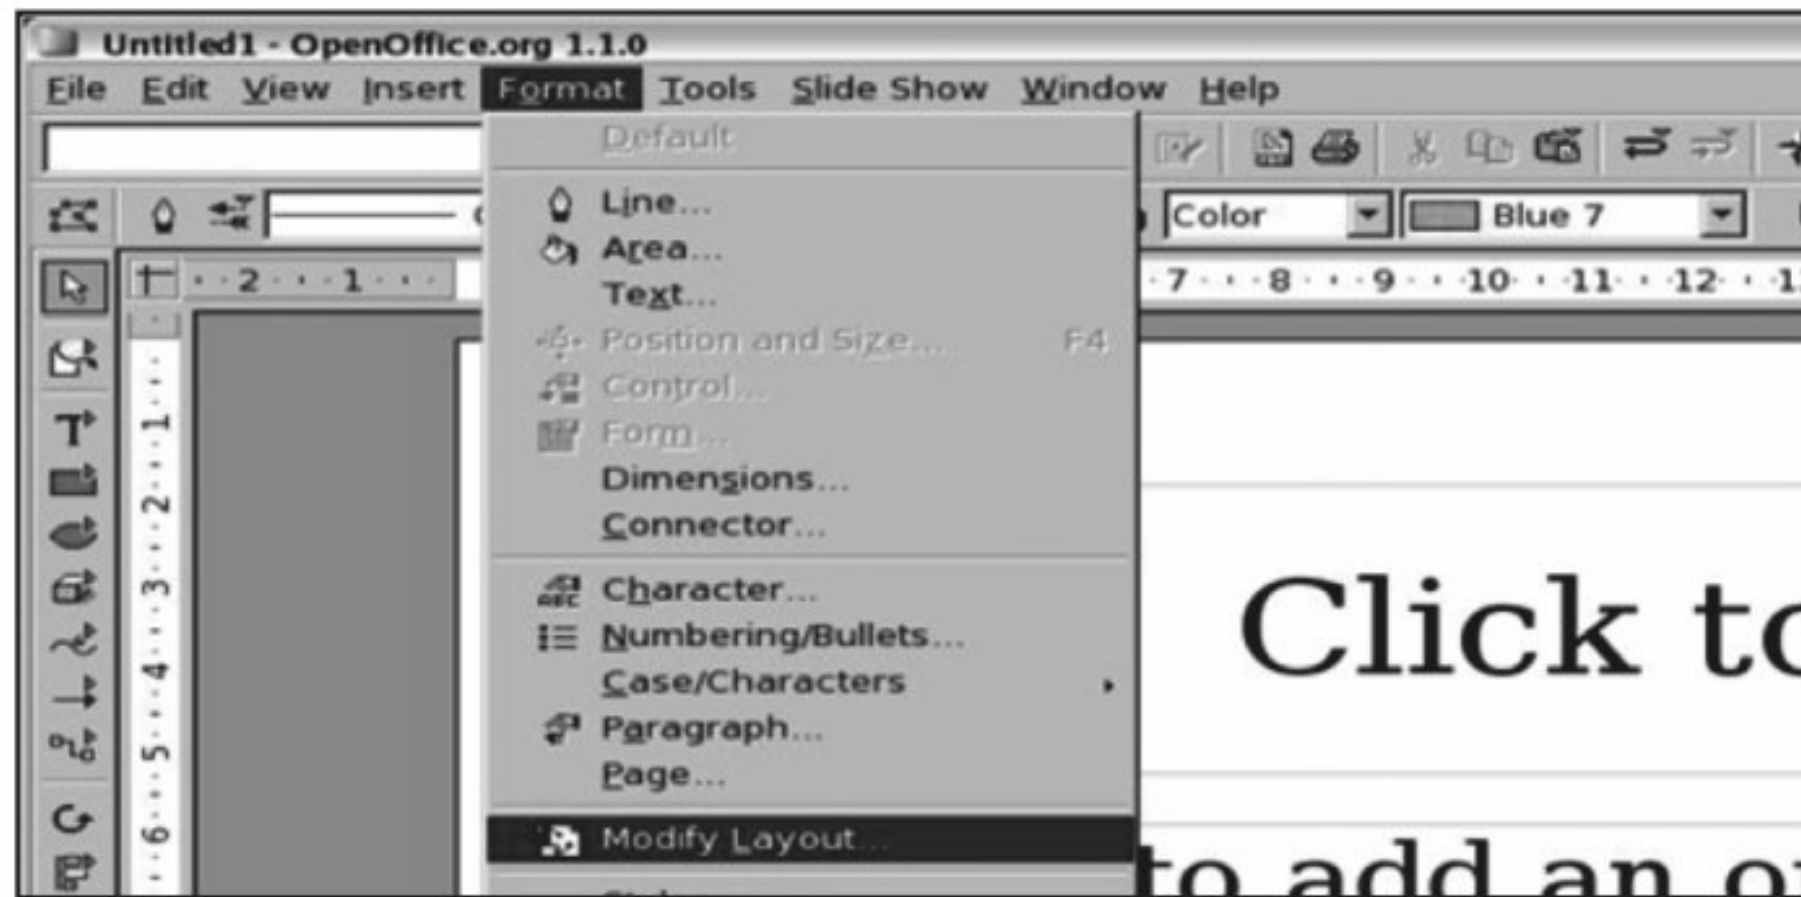 Untitled1 - OpenOffice.org 1.1.0
File Edit View Insert Format Tools Slide Show Window Help
Default
Line...
Color
Blue 7
Area...
2 1 7 8 9 10 11 12
Text...
Position and Size... F4
Control...
Form...
Dimensions...
Connector...
Character...
Numbering/Bullets...
Case/Characters
Paragraph...
Page...
Modify Layout...
1
2
3
4
5
6
Click
to add an